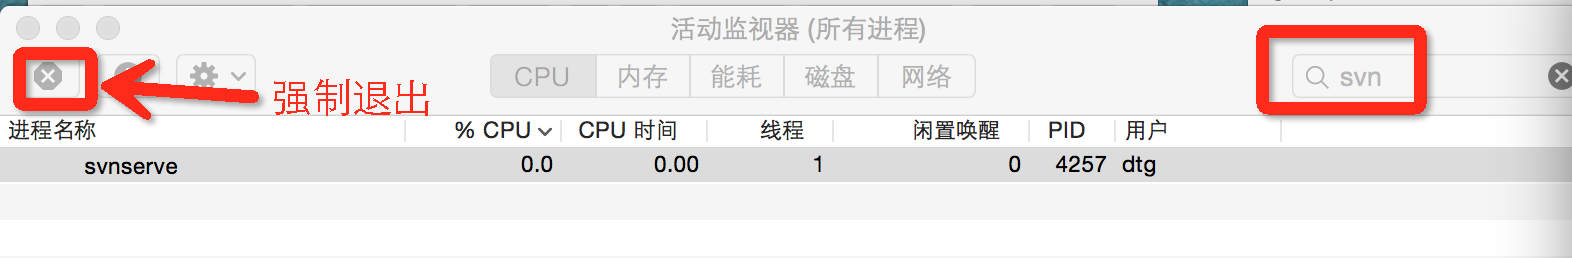 活动监视器 (所有进程)
CPU 内存 能耗 磁盘 网络
svn
强制退出
进程名称 % CPU CPU 时间 线程 闲置唤醒 PID 用户
svnserve 0.0 0.00 1 0 4257 dtg